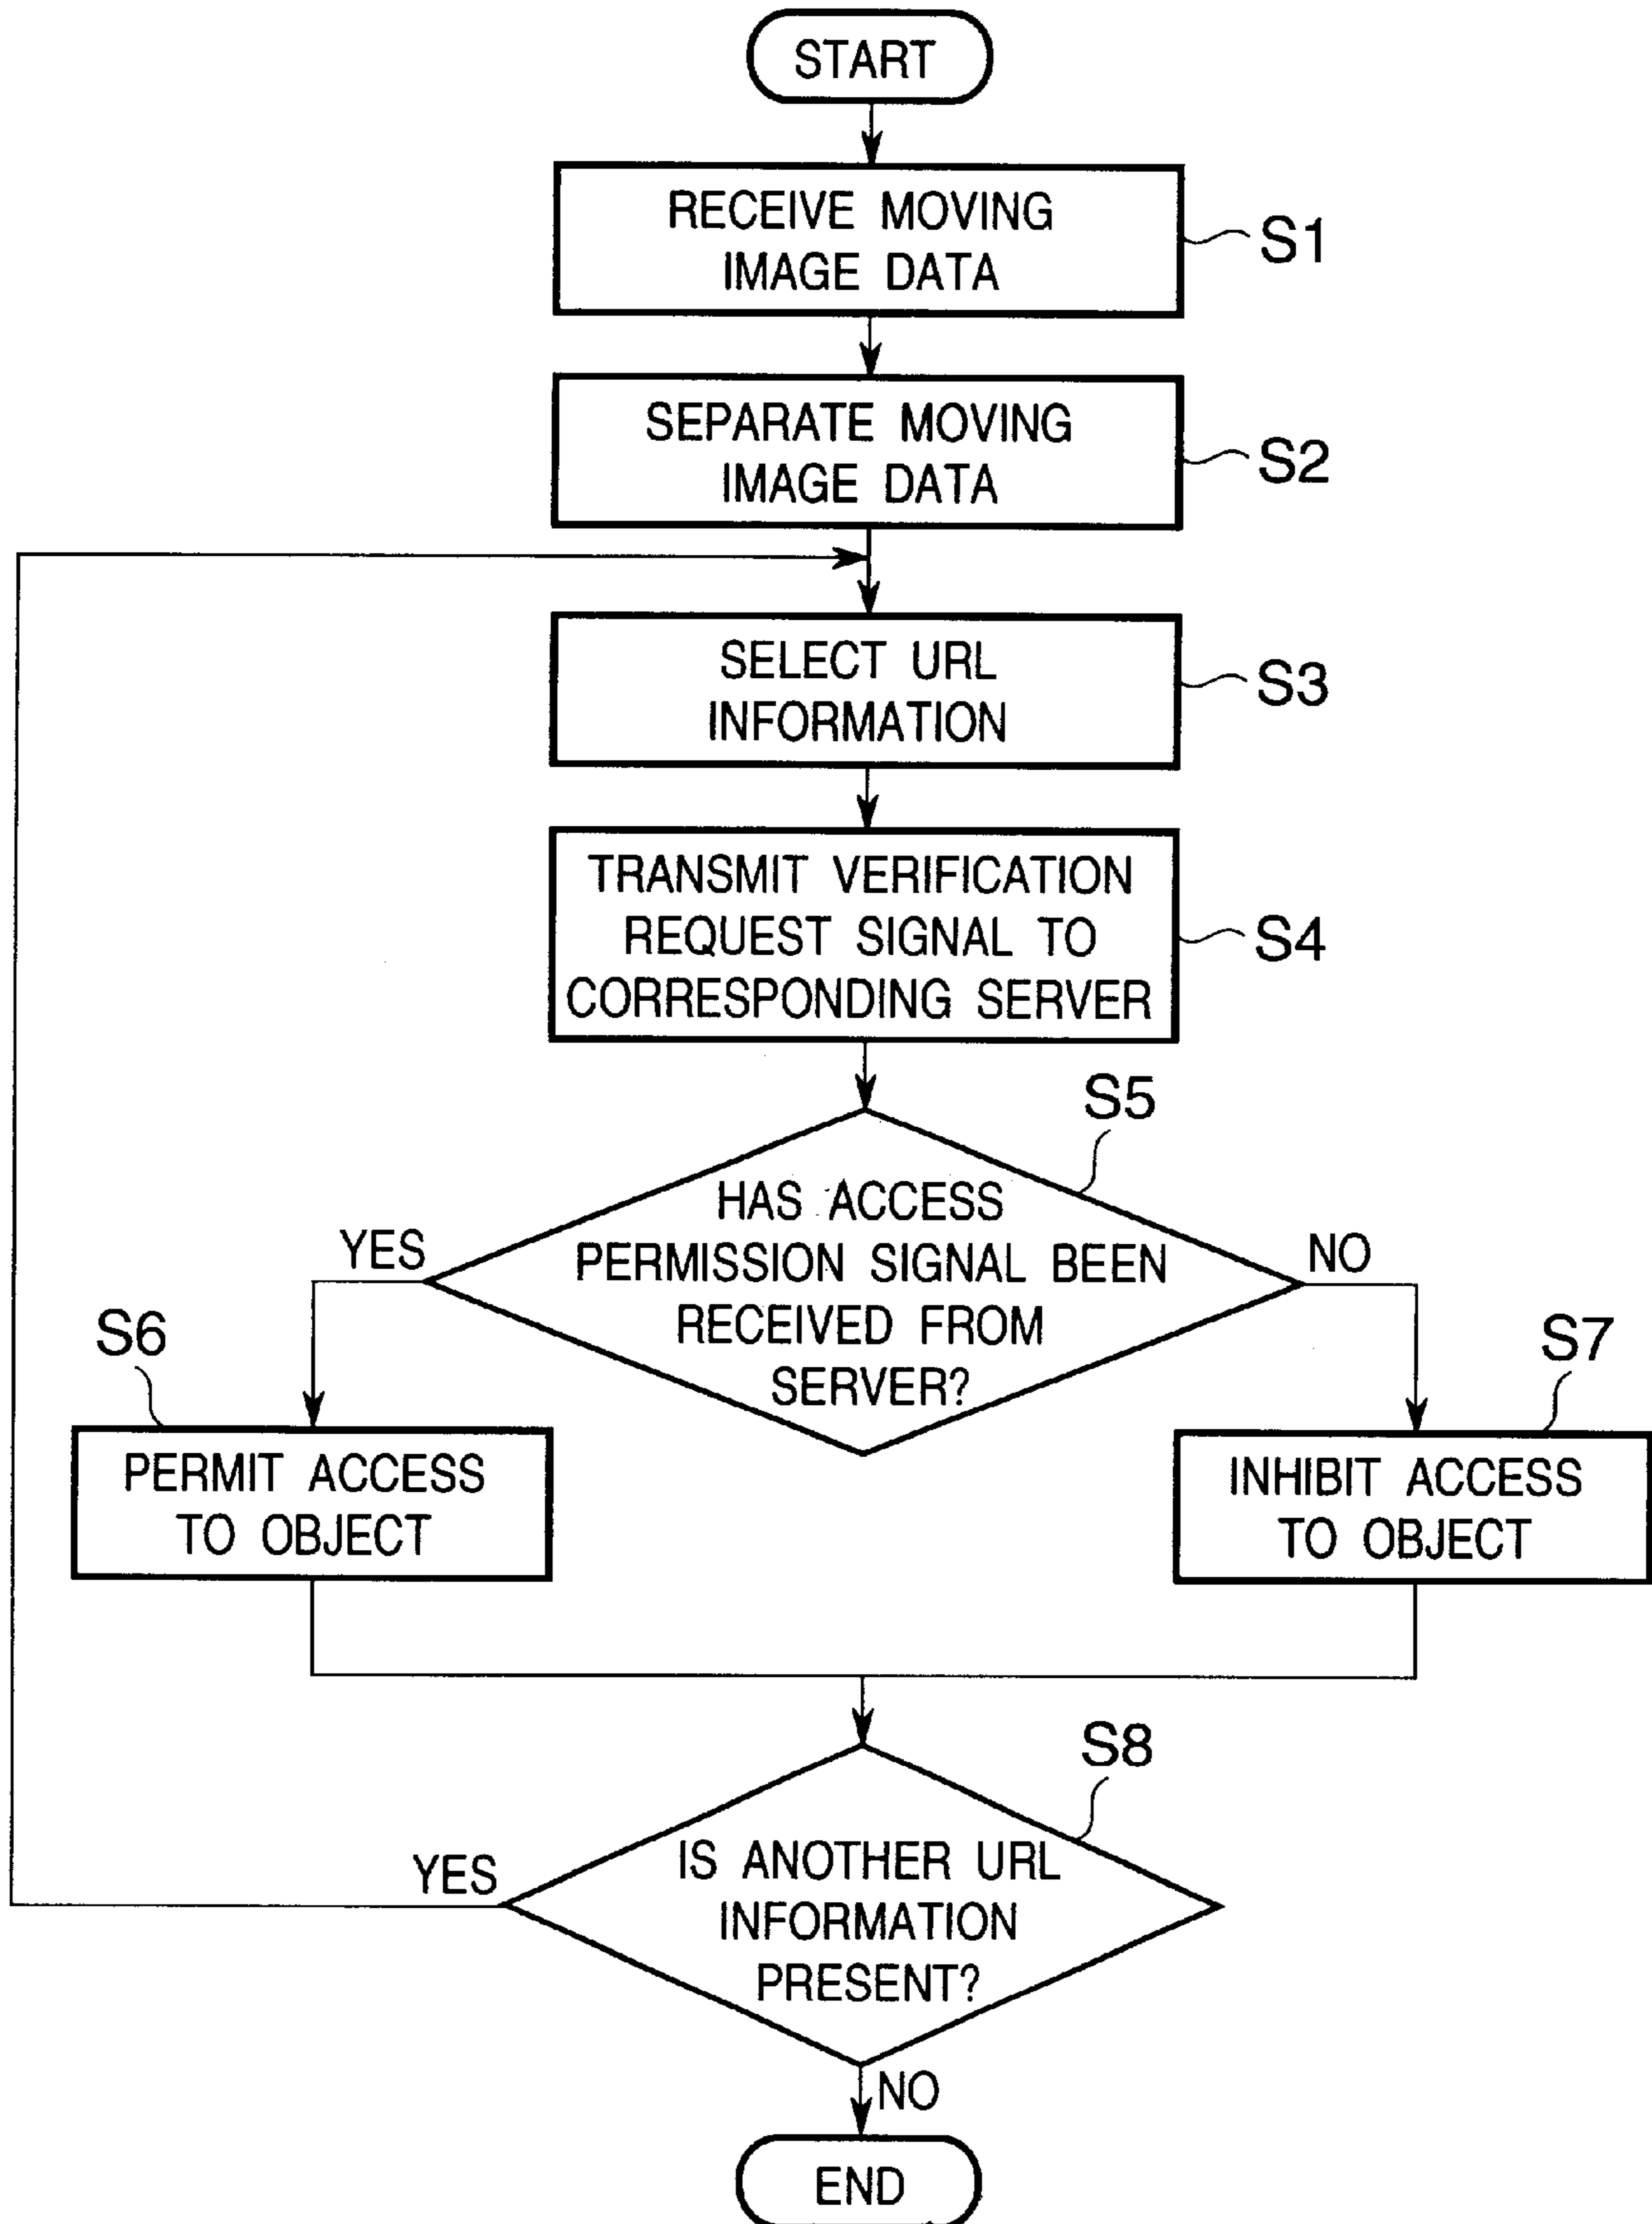 START
RECEIVE MOVING
IMAGE DATA
S1
SEPARATE MOVING
IMAGE DATA
S2
SELECT URL
INFORMATION
S3
TRANSMIT VERIFICATION
REQUEST SIGNAL TO
CORRESPONDING SERVER
S4
S5
HAS ACCESS
PERMISSION SIGNAL BEEN
RECEIVED FROM
SERVER?
YES
NO
S6
PERMIT ACCESS
TO OBJECT
S7
INHIBIT ACCESS
TO OBJECT
S8
IS ANOTHER URL
INFORMATION
PRESENT?
YES
NO
END